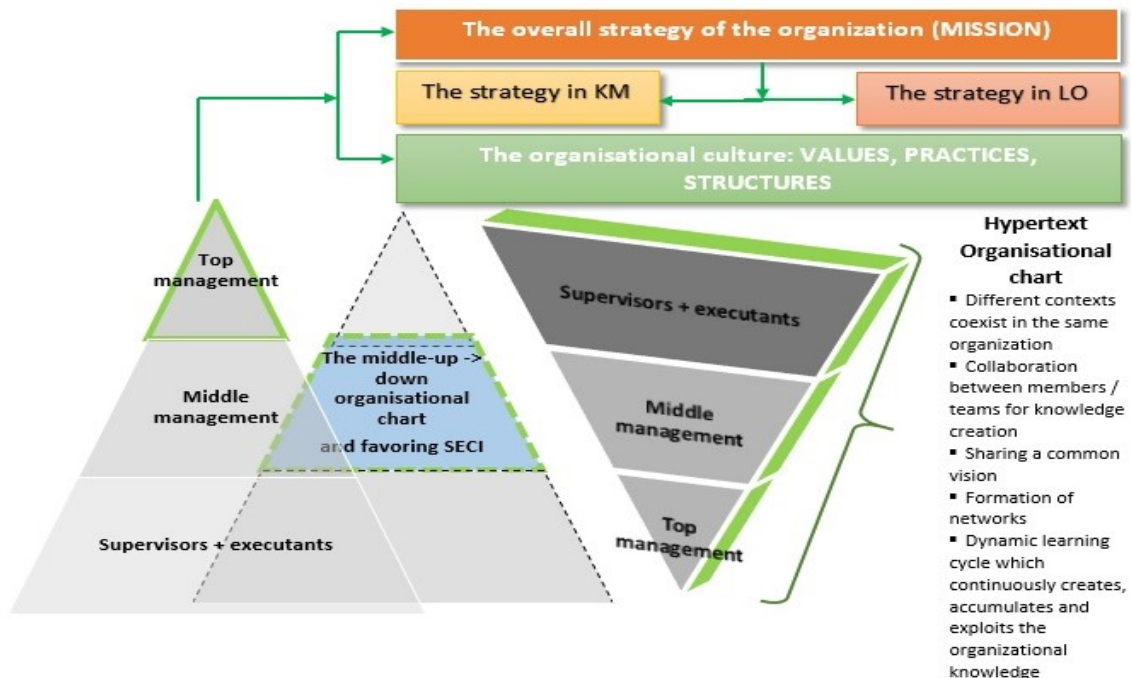 The overall strategy of the organization (MISSION)
The strategy in KM
The strategy in LO
The organisational culture: VALUES, PRACTICES,
STRUCTURES
Top
management
Middle
management
Supervisors + executants
The middle-up ->
down
organisational
chart
and favoring SECI
Supervisors + executants
Middle
management
Top
management
Hypertext
Organisational
chart
▪ Different contexts
coexist in the same
organization
▪ Collaboration
between members /
teams for knowledge
creation
▪ Sharing a common
vision
▪ Formation of
networks
▪ Dynamic learning
cycle which
continuously creates,
accumulates and
exploits the
organizational
knowledge